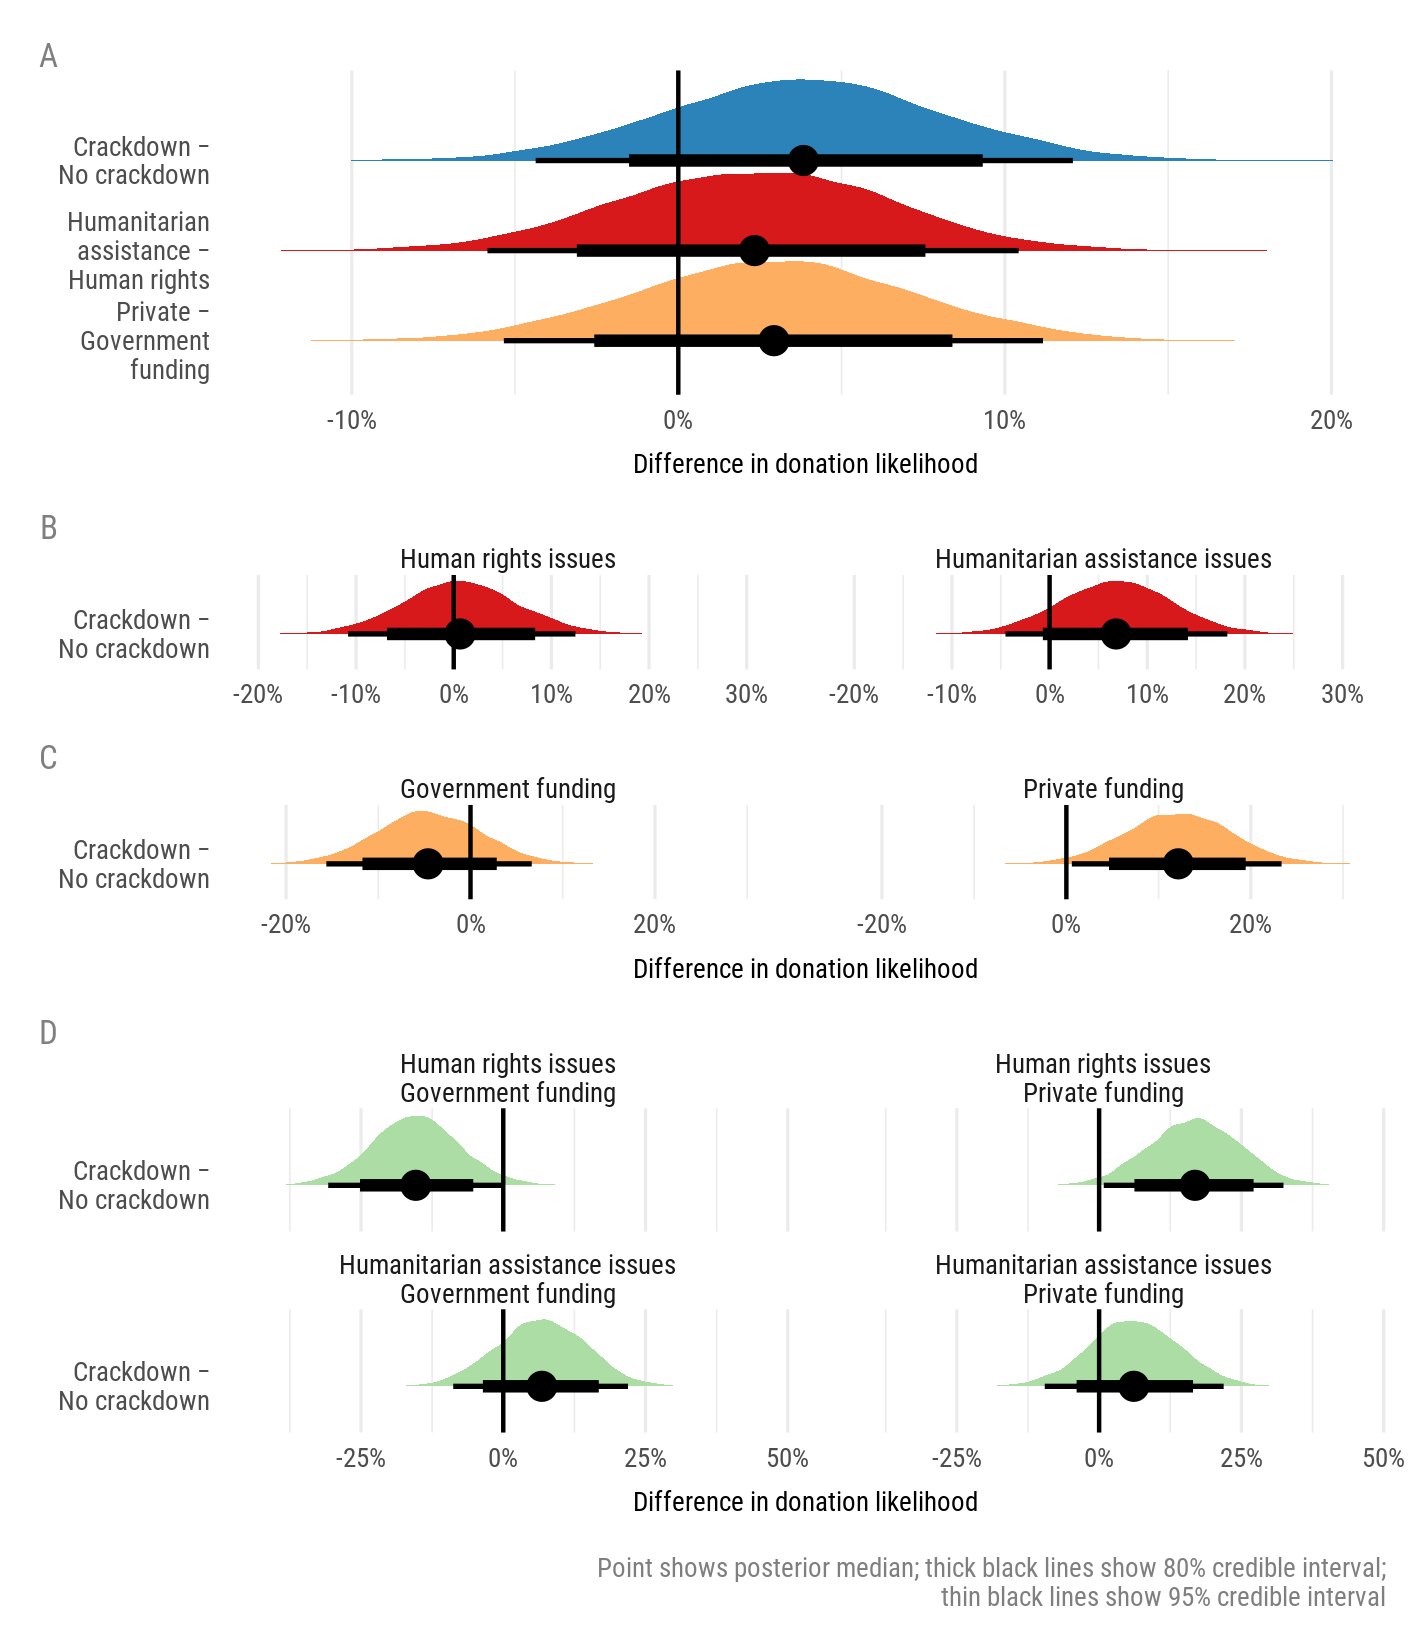 A
Crackdown −
No crackdown
Humanitarian
assistance −
Human rights
Private −
Government
funding
-10% 0% 10% 20%
Difference in donation likelihood
B
Human rights issues Humanitarian assistance issues
Crackdown −
No crackdown
-20% -10% 0% 10% 20% 30% -20% -10% 0% 10% 20% 30%
C
Government funding Private funding
Crackdown −
No crackdown
-20% 0% 20% -20% 0% 20%
Difference in donation likelihood
D
Human rights issues Human rights issues
Government funding Private funding
Crackdown −
No crackdown
Humanitarian assistance issues Humanitarian assistance issues
Government funding Private funding
Crackdown −
No crackdown
-25% 0% 25% 50% -25% 0% 25% 50%
Difference in donation likelihood
Point shows posterior median; thick black lines show 80% credible interval;
thin black lines show 95% credible interval